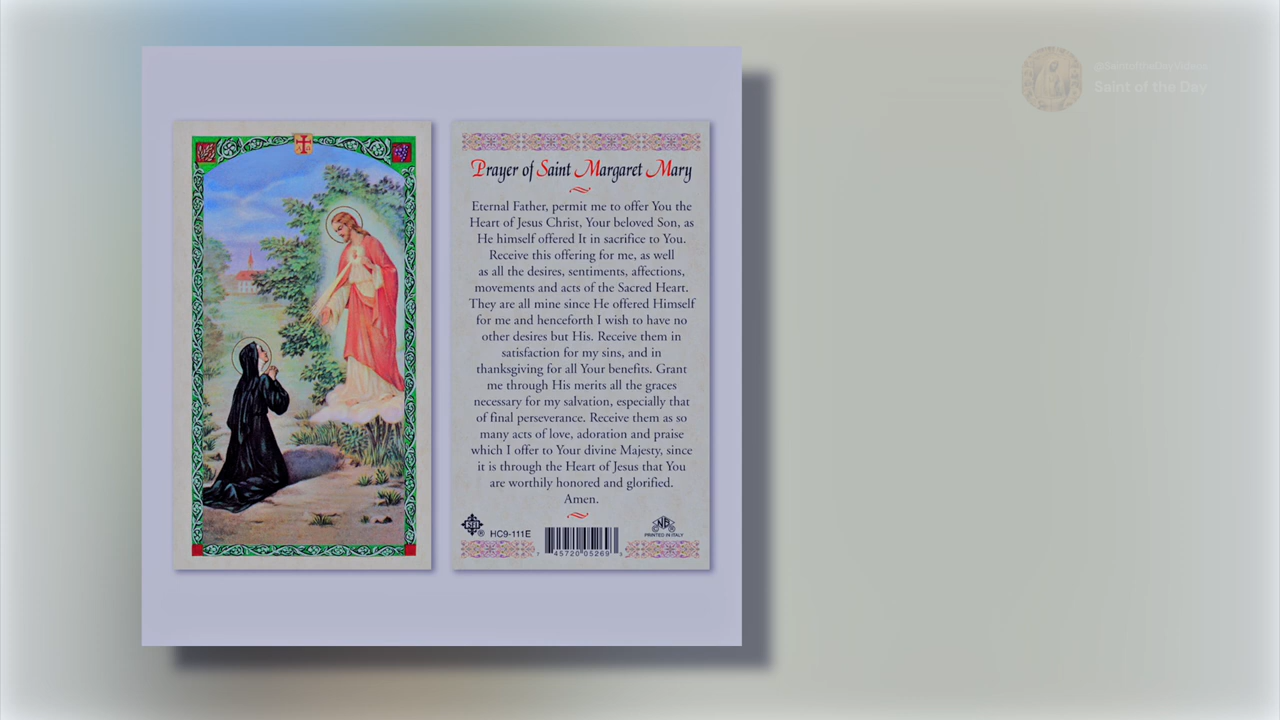 Saint of the Day
Prayer of Saint Margaret Mary
Eternal Father, permit me to offer You the
Heart of Jesus Christ, Your beloved Son, as
He himself offered It in sacrifice to You.
Receive this offering for me, as well
as all the desires, sentiments, affections,
movements and acts of the Sacred Heart.
They are all mine since He offered Himself
for me and henceforth I wish to have no
other desires but His. Receive them in
satisfaction for my sins, and in
thanksgiving for all Your benefits. Grant
me through His merits all the graces
necessary for my salvation, especially that
of final perseverance. Receive them as so
many acts of love, adoration and praise
which I offer to Your divine Majesty, since
it is through the Heart of Jesus that You
are worthily honored and glorified.
Amen.
HC9-111E
PRINTED IN ITALY